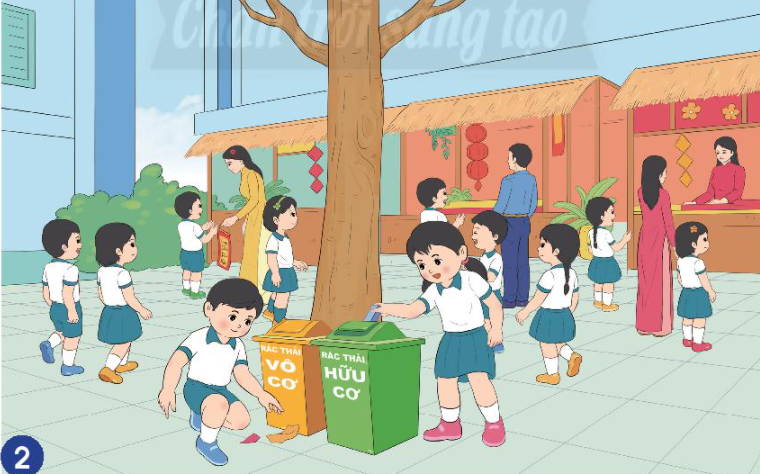 Chân trời sáng tạo
RÁC THẢI
VÔ
CƠ
RÁC THẢI
HỮU
CƠ
2